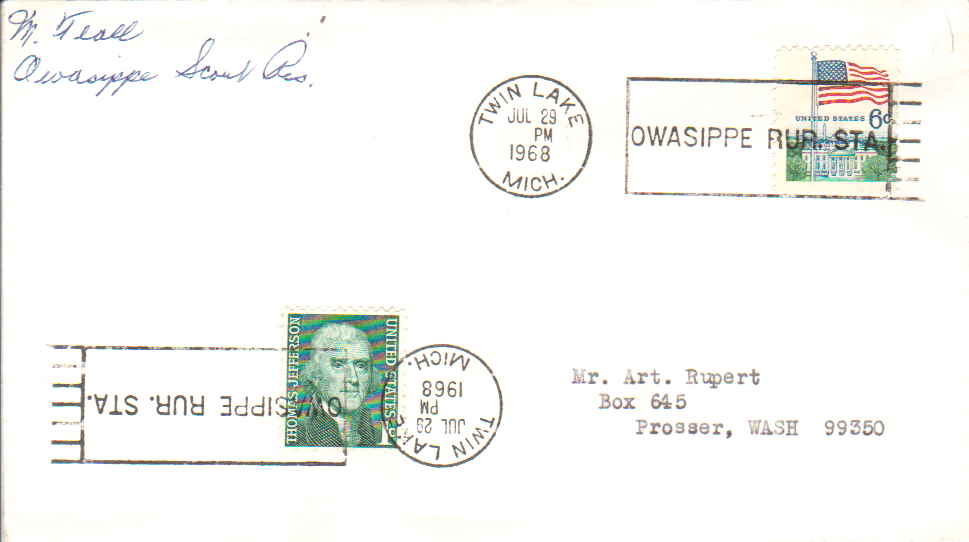 M. Teall
Owasippe Scout Res.
TWIN LAKE
JUL 29
PM
1968
MICH.
OWASIPPE RUR. STA.
UNITED STATES 6c
THOMAS JEFFERSON
UNITED STATES
TWIN LAKE
JUL 29
PM
1968
MICH.
OWASIPPE RUR. STA.
Mr. Art. Rupert
Box 645
Prosser, WASH 99350